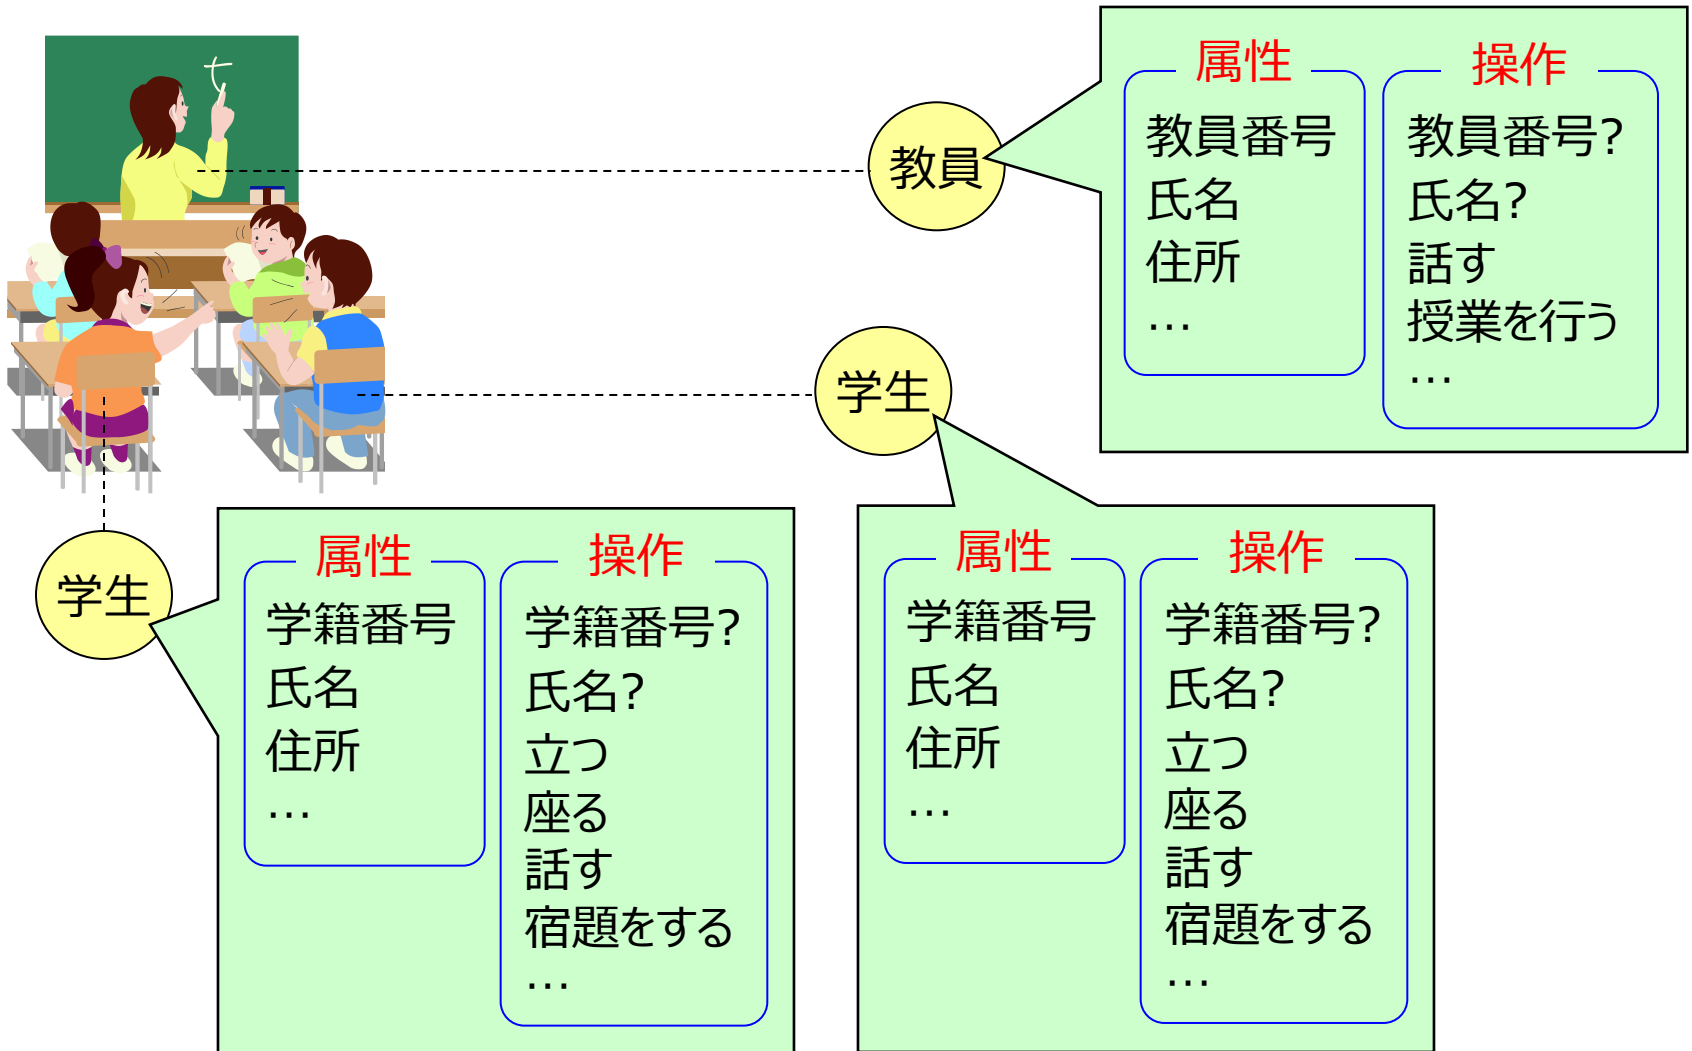 教員
属性
教員番号
氏名
住所
…
操作
教員番号?
氏名?
話す
授業を行う
…
学生
属性
学籍番号
氏名
住所
…
操作
学籍番号?
氏名?
立つ
座る
話す
宿題をする
…
学生
属性
学籍番号
氏名
住所
…
操作
学籍番号?
氏名?
立つ
座る
話す
宿題をする
…